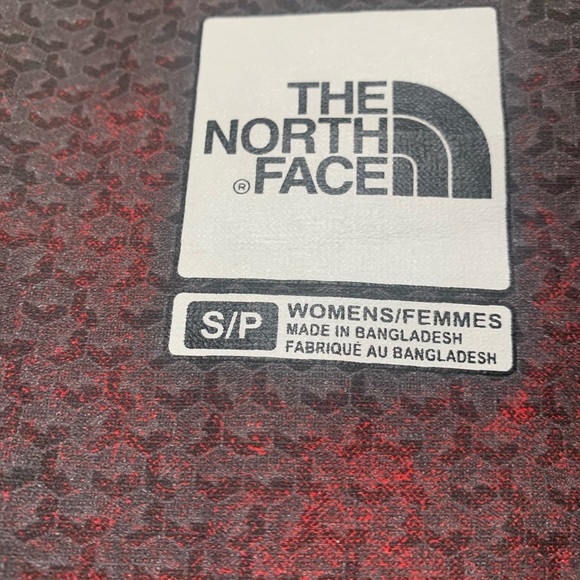 THE
NORTH
® FACE
S/P
WOMENS/FEMMES
MADE IN BANGLADESH
FABRIQUÉ AU BANGLADESH